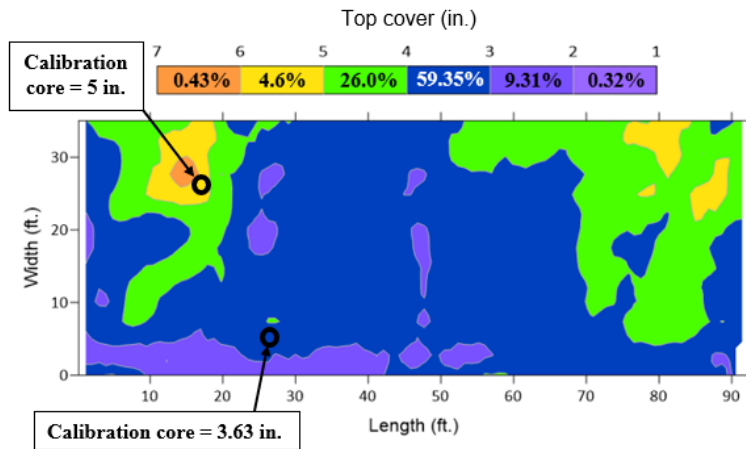 Top cover (in.)
7 6 5 4 3 2 1
0.43% 4.6% 26.0% 59.35% 9.31% 0.32%
Calibration
core = 5 in.
30
20
10
0
Width (ft.)
10 20 30 40 50 60 70 80 90
Length (ft.)
Calibration core = 3.63 in.